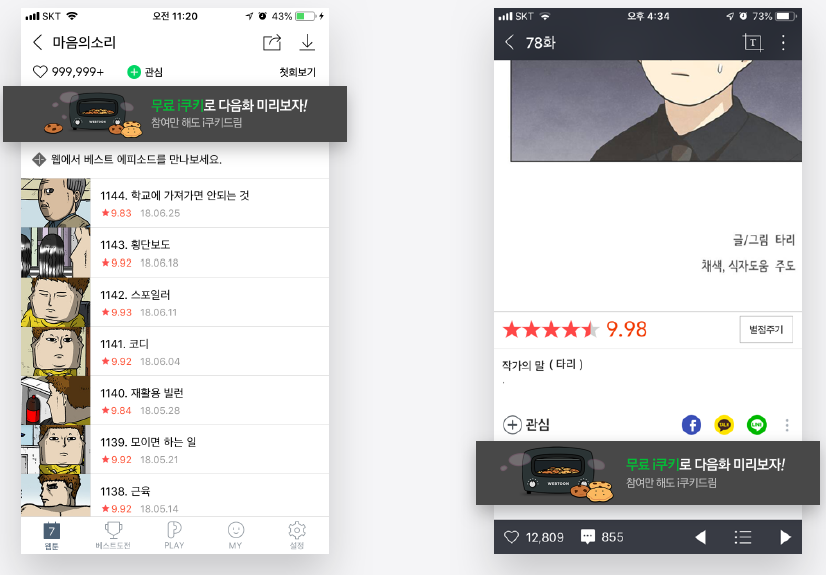 SKT 오전 11:20 43%
마음의소리
999,999+ 관심 첫회보기
무료 i쿠키로 다음화 미리보자!
참여만 해도 i쿠키드림
WEBTOON
웹에서 베스트 에피소드를 만나보세요.
1144. 학교에 가져가면 안되는 것
★9.83 18.06.25
1143. 횡단보도
★9.92 18.06.18
1142. 스포일러
★9.93 18.06.11
1141. 코디
★9.92 18.06.04
1140. 재활용 빌런
★9.84 18.05.28
1139. 모이면 하는 일
★9.92 18.05.21
1138. 근육
★9.92 18.05.14
7
웹툰 베스트도전 PLAY MY 설정
SKT 오후 4:34 73%
78화
T
글/그림 타리
채색, 식자도움 주도
9.98 별점주기
작가의 말 ( 타리 )
.
관심 f TALK LINE
무료 i쿠키로 다음화 미리보자!
참여만 해도 i쿠키드림
WEBTOON
12,809 855